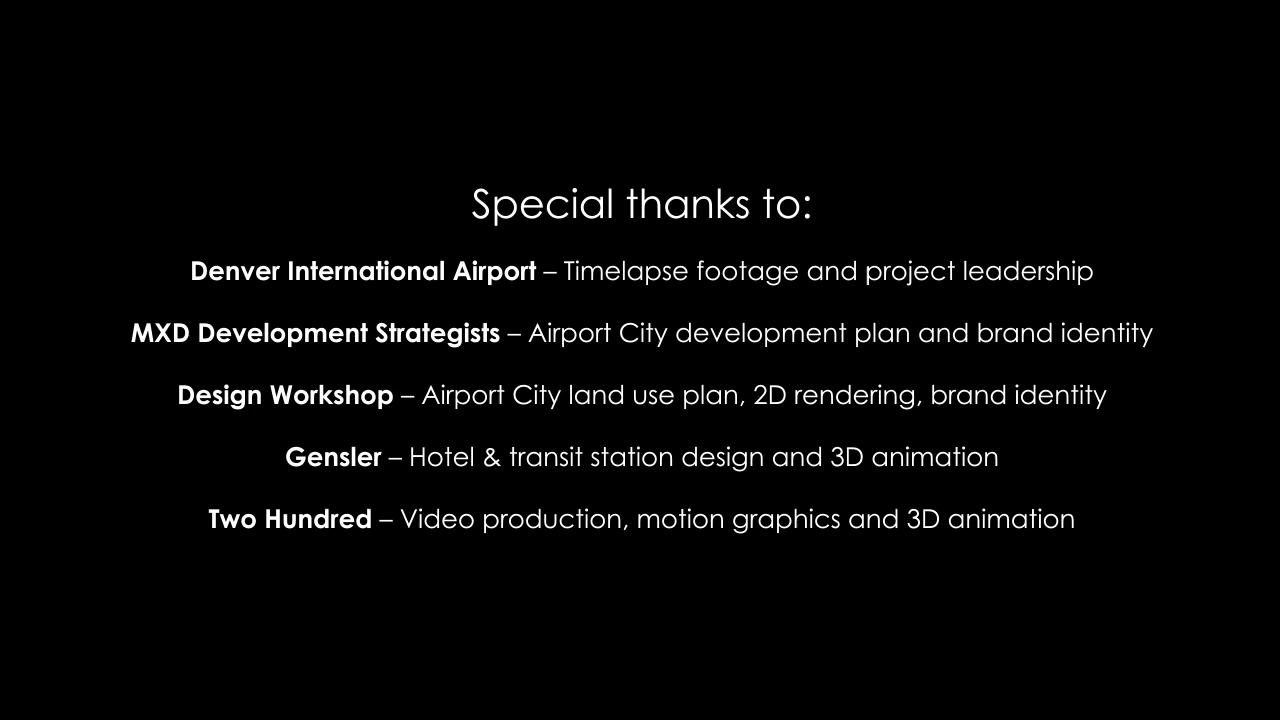 Special thanks to:
Denver International Airport – Timelapse footage and project leadership
MXD Development Strategists – Airport City development plan and brand identity
Design Workshop – Airport City land use plan, 2D rendering, brand identity
Gensler – Hotel & transit station design and 3D animation
Two Hundred – Video production, motion graphics and 3D animation